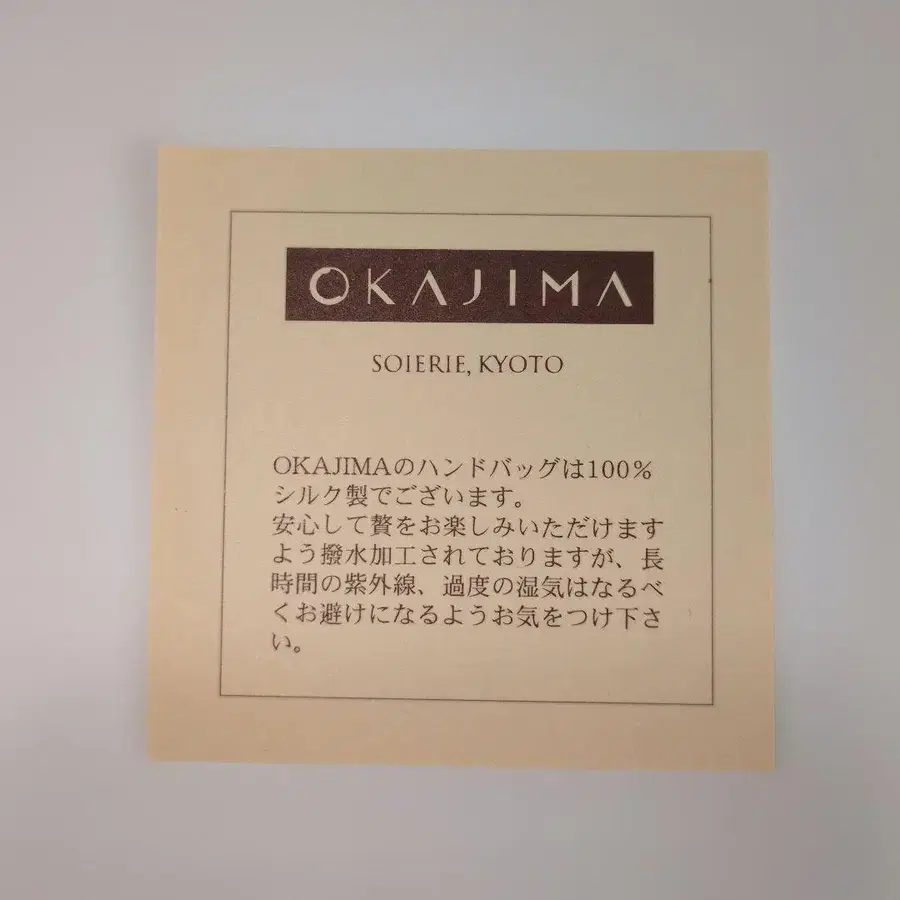 OKAJIMA
SOIERIE, KYOTO
OKAJIMAのハンドバッグは100%
シルク製でございます。
安心して贅をお楽しみいただけます
よう撥水加工されておりますが、長
時間の紫外線、過度の湿気はなるべ
くお避けになるようお気をつけ下さ
い。